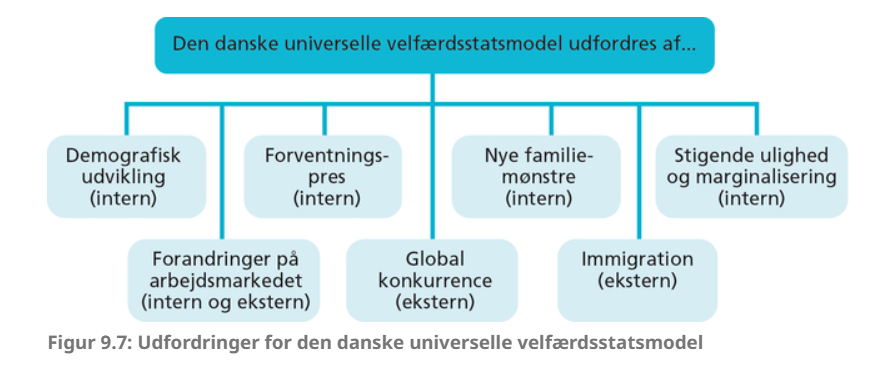 Den danske universelle velfærdsstatsmodel udfordres af...
Demografisk
udvikling
(intern)
Forventnings-
pres
(intern)
Nye familie-
mønstre
(intern)
Stigende ulighed
og marginalisering
(intern)
Forandringer på
arbejdsmarkedet
(intern og ekstern)
Global
konkurrence
(ekstern)
Immigration
(ekstern)
Figur 9.7: Udfordringer for den danske universelle velfærdsstatsmodel